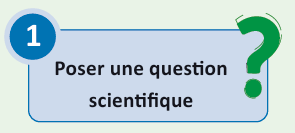 1
Poser une question
scientifique
?